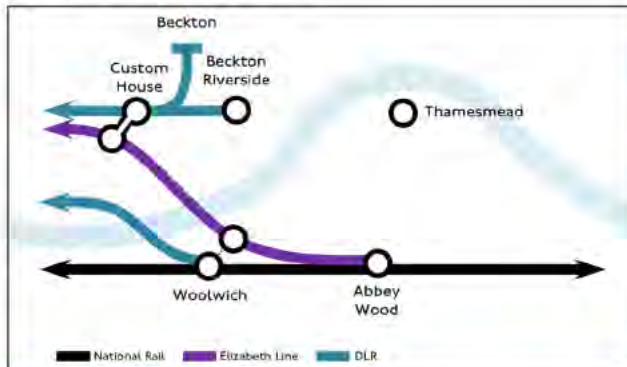 Beckton
Custom
House
Beckton
Riverside
Thamesmead
Woolwich
Abbey
Wood
National Rail
Elizabeth Line
DLR